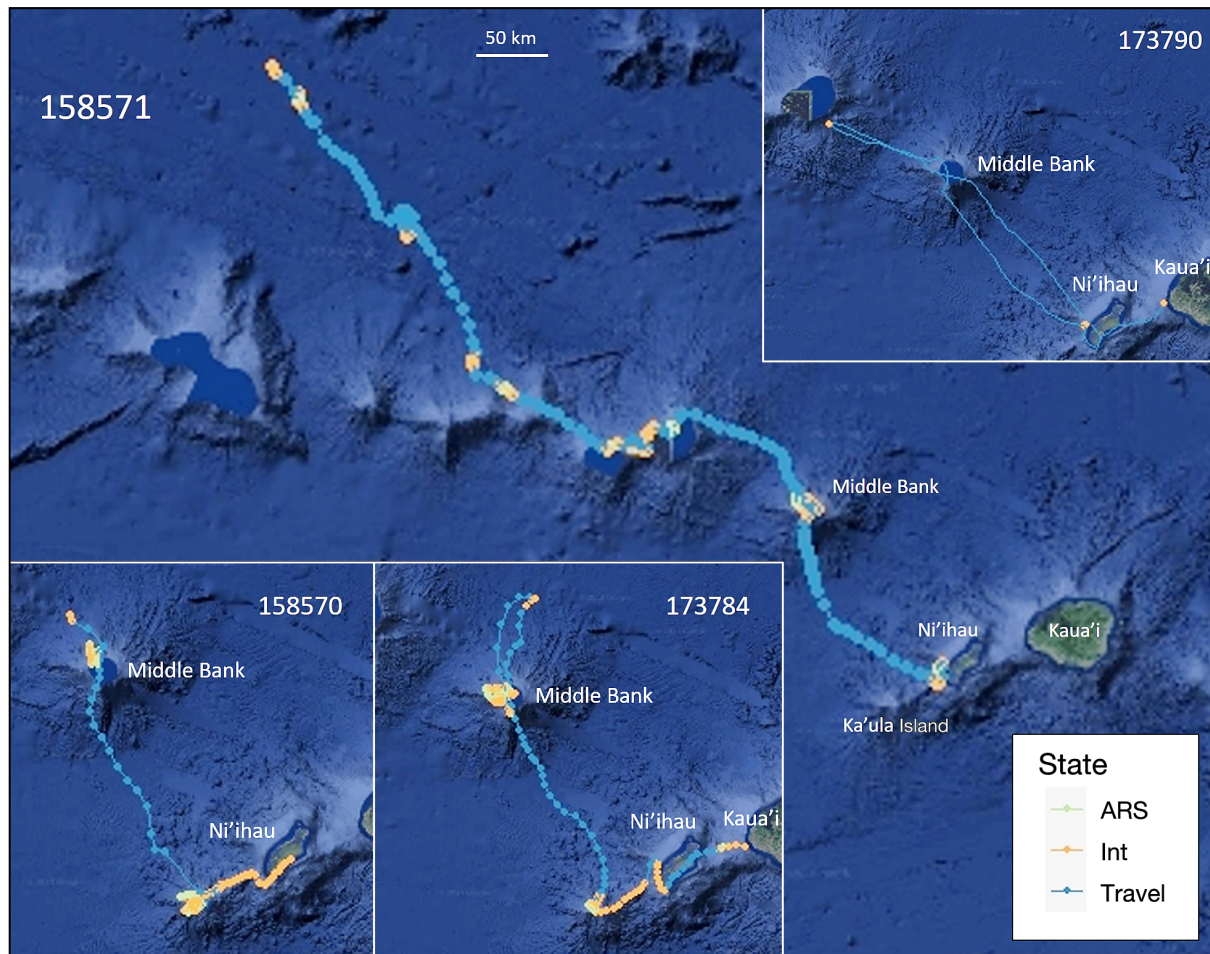 50 km
158571
173790
Middle Bank
Kaua'i
Ni'ihau
Middle Bank
Ni'ihau
Kaua'i
Ka'ula Island
158570
Middle Bank
Ni'ihau
173784
Middle Bank
Ni'ihau
Kaua'i
State
ARS
Int
Travel